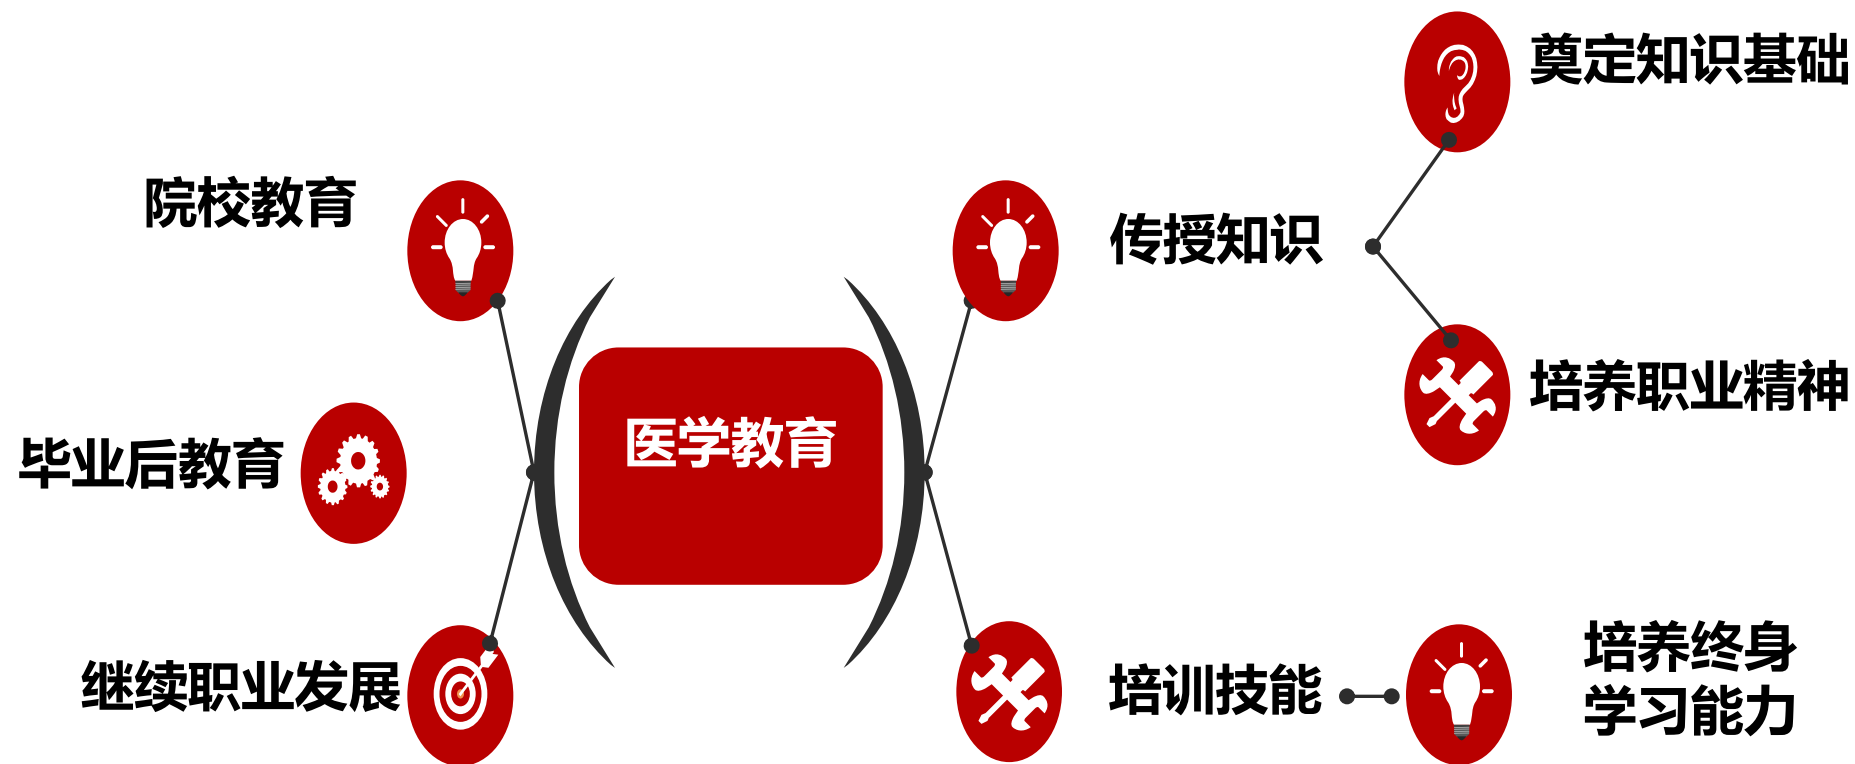 奠定知识基础
院校教育
传授知识
培养职业精神
医学教育
毕业后教育
继续职业发展
培训技能
培养终身
学习能力